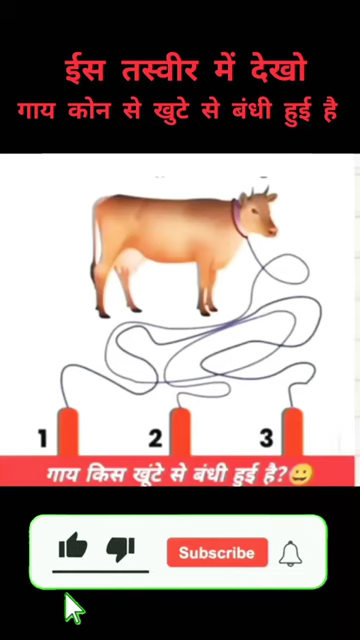 ईस तस्वीर में देखो
गाय कोन से खुटे से बंधी हुई है
1
2
3
गाय किस खूंटे से बंधी हुई है?😀
Subscribe